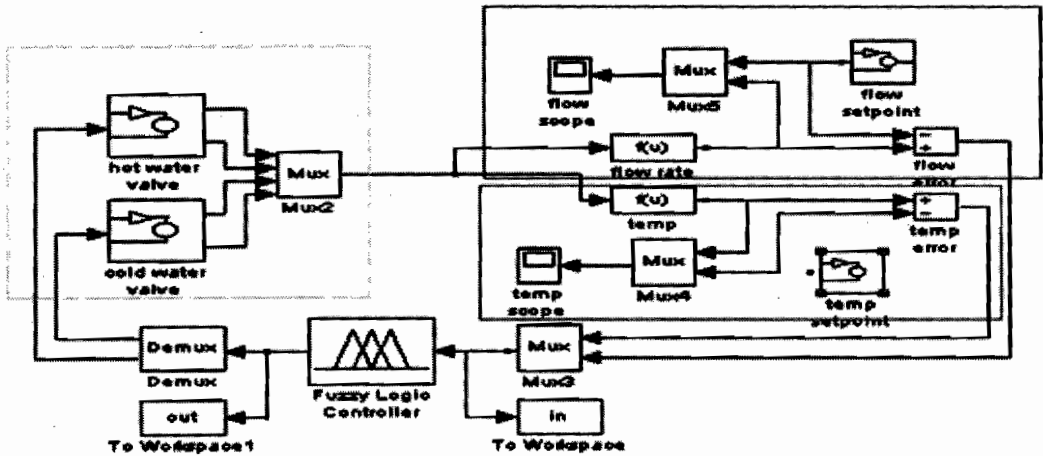 Mux
Mux5
flow
scope
flow
setpoint
f(u)
flow rate
−
+
flow
error
hot water
valve
Mux
Mux2
f(u)
temp
+
−
temp
error
cold water
valve
Mux
Mux4
temp
scope
temp
setpoint
Demux
Demux
Fuzzy Logic
Controller
Mux
Mux3
out
To Workspace1
in
To Workspace